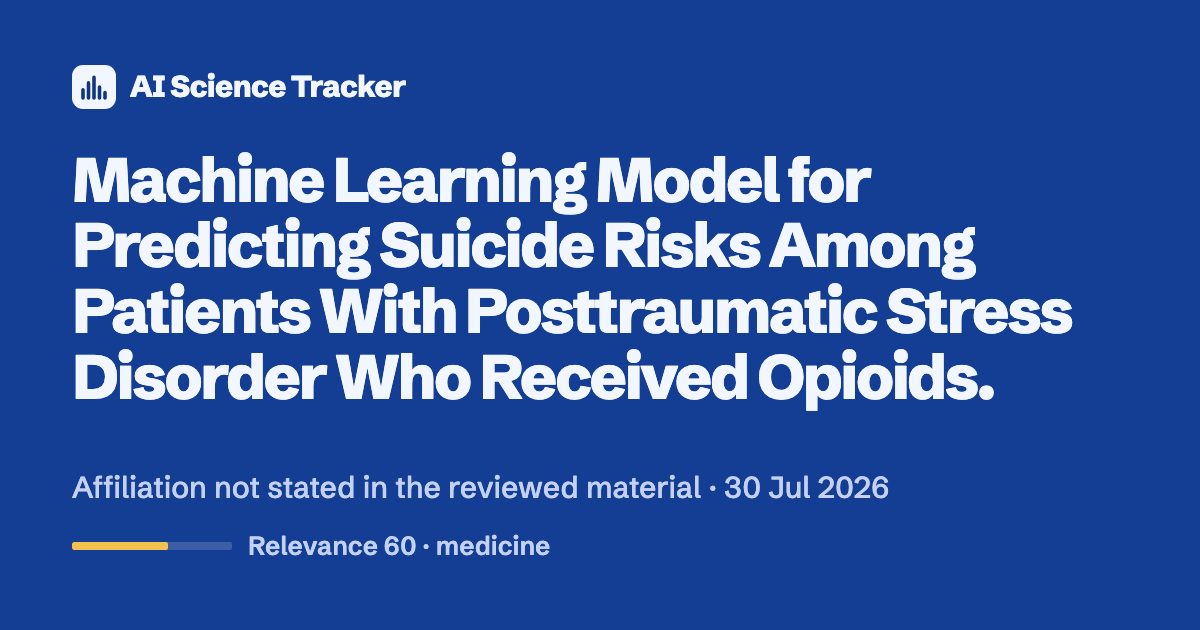 AI Science Tracker
Machine Learning Model for
Predicting Suicide Risks Among
Patients With Posttraumatic Stress
Disorder Who Received Opioids.
Affiliation not stated in the reviewed material · 30 Jul 2026
Relevance 60 · medicine